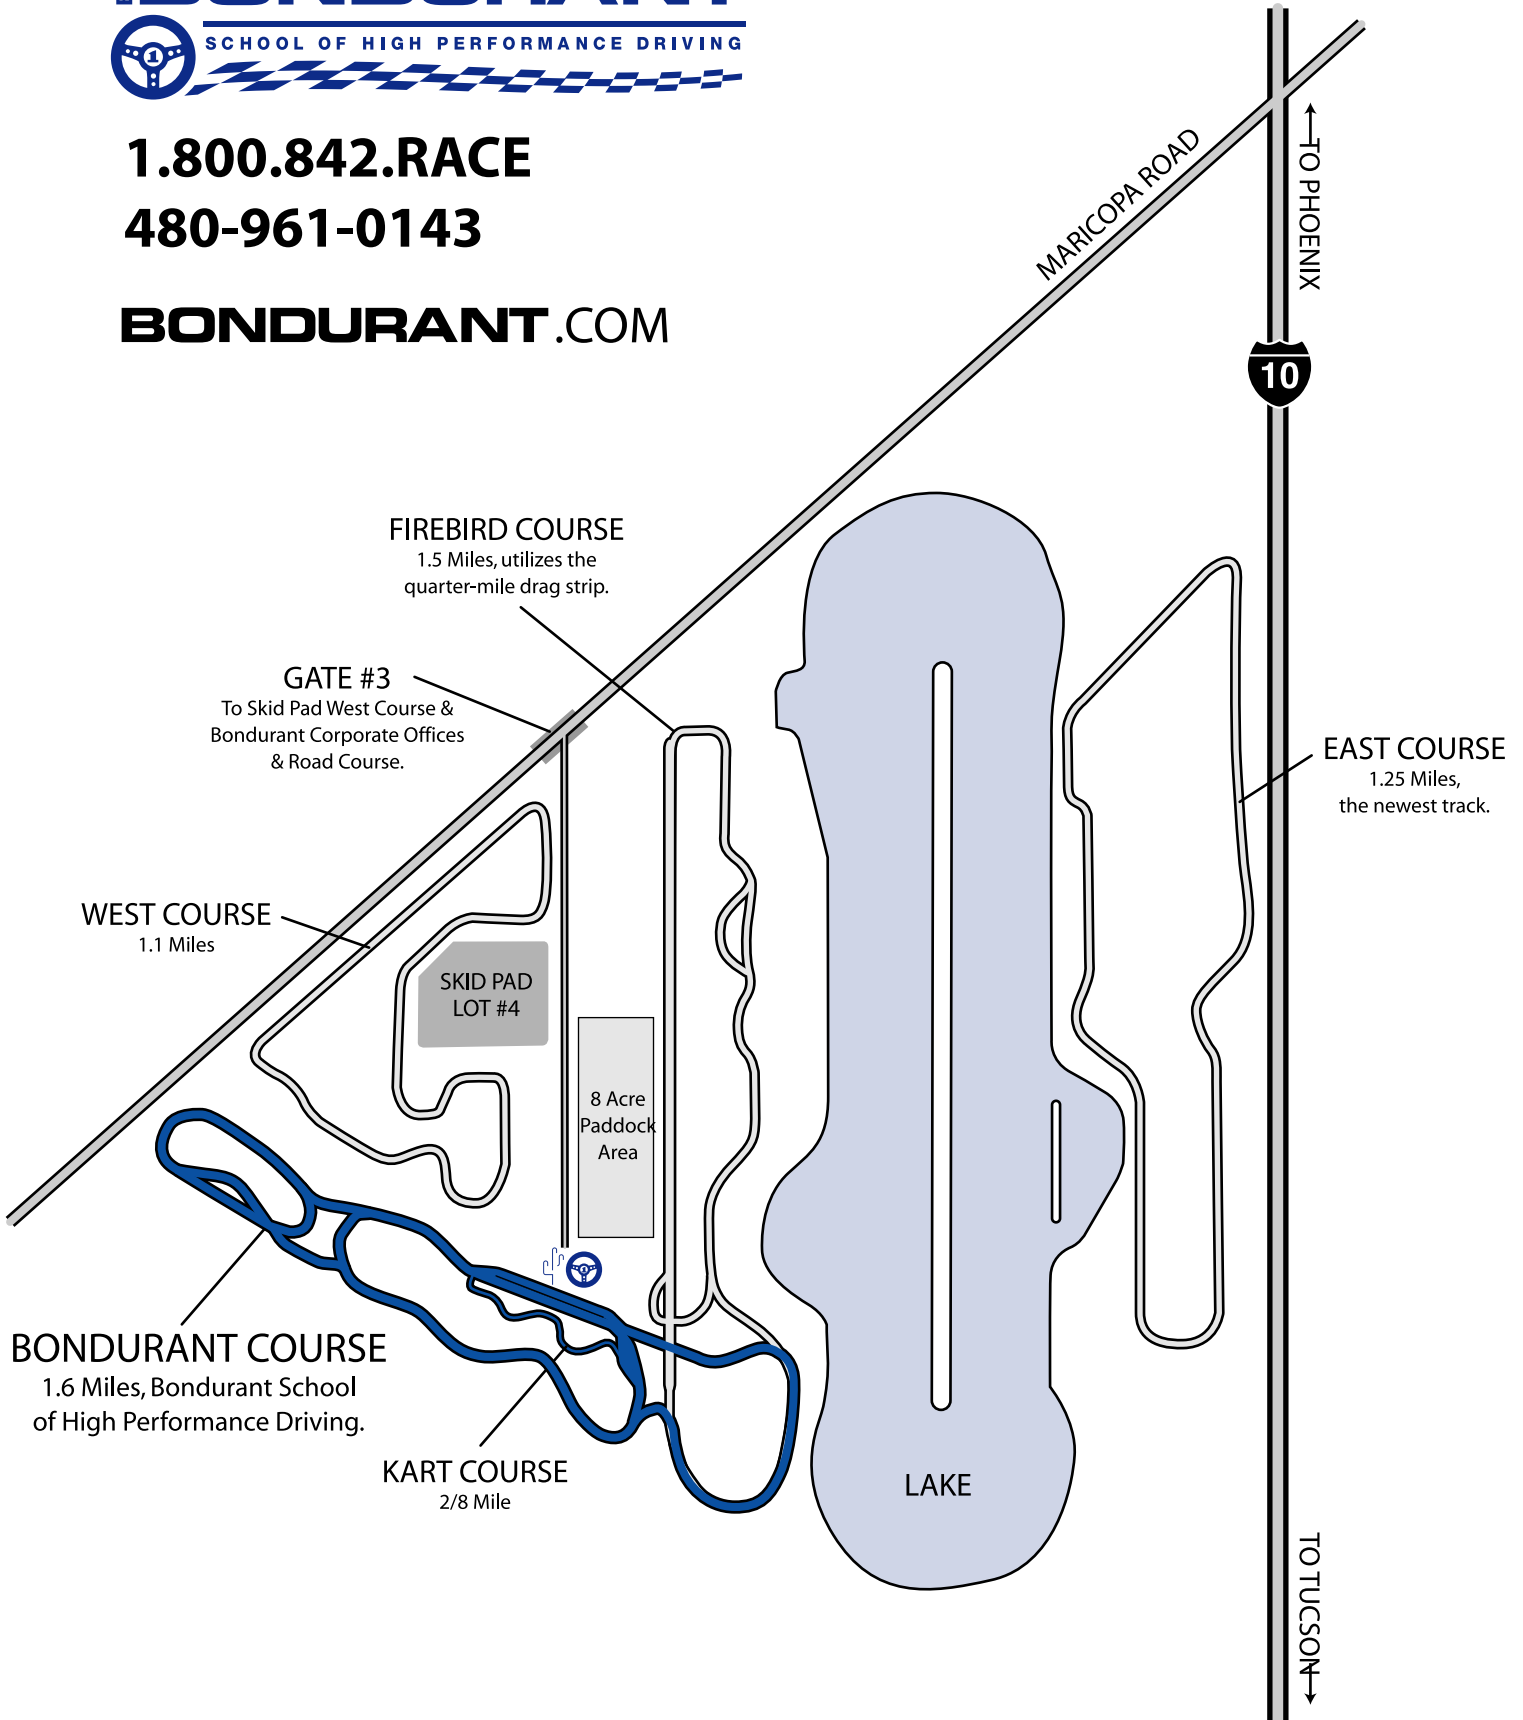 BONDURANT
SCHOOL OF HIGH PERFORMANCE DRIVING
1
1.800.842.RACE
480-961-0143
BONDURANT.COM
MARICOPA ROAD
TO PHOENIX
10
FIREBIRD COURSE
1.5 Miles, utilizes the
quarter-mile drag strip.
GATE #3
To Skid Pad West Course &
Bondurant Corporate Offices
& Road Course.
EAST COURSE
1.25 Miles,
the newest track.
WEST COURSE
1.1 Miles
SKID PAD
LOT #4
8 Acre
Paddock
Area
1
BONDURANT COURSE
1.6 Miles, Bondurant School
of High Performance Driving.
KART COURSE
2/8 Mile
LAKE
TO TUCSON